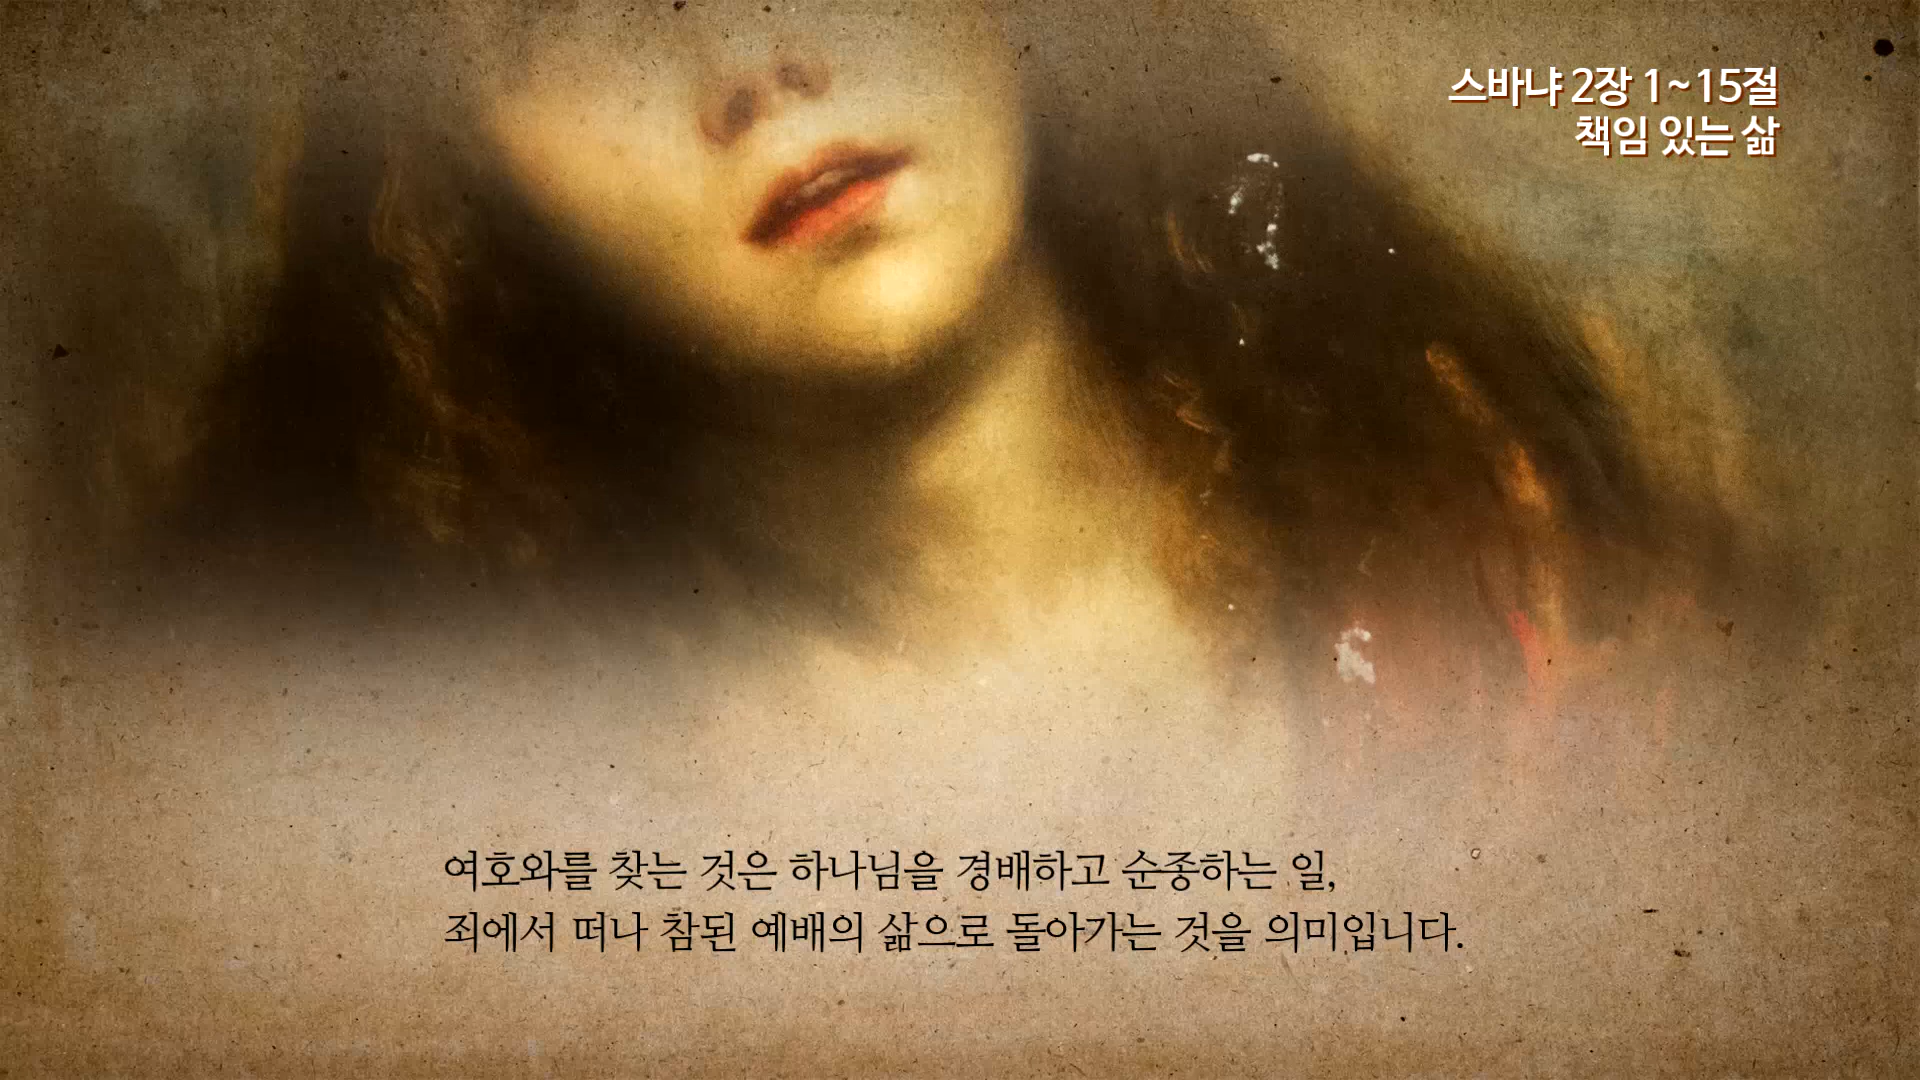 스바냐 2장 1~15절
책임 있는 삶
여호와를 찾는 것은 하나님을 경배하고 순종하는 일,
죄에서 떠나 참된 예배의 삶으로 돌아가는 것을 의미입니다.